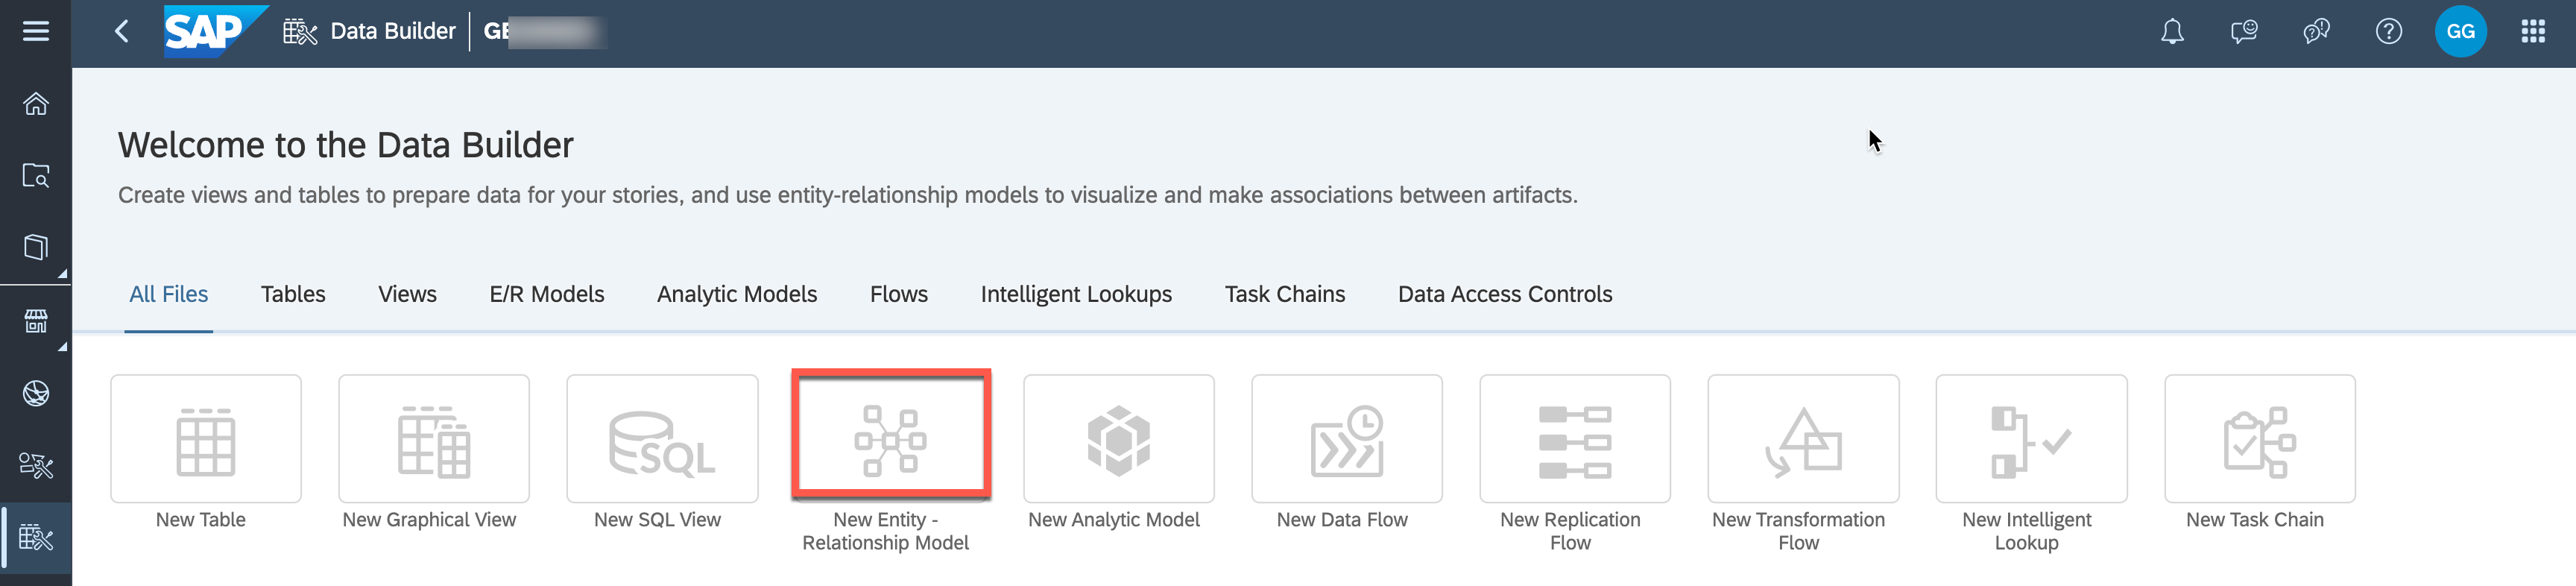 SAP Data Builder
Welcome to the Data Builder
Create views and tables to prepare data for your stories, and use entity-relationship models to visualize and make associations between artifacts.
All Files Tables Views E/R Models Analytic Models Flows Intelligent Lookups Task Chains Data Access Controls
GG
SQL
New Table
New Graphical View
New SQL View
New Entity -
Relationship Model
New Analytic Model
New Data Flow
New Replication
Flow
New Transformation
Flow
New Intelligent
Lookup
New Task Chain